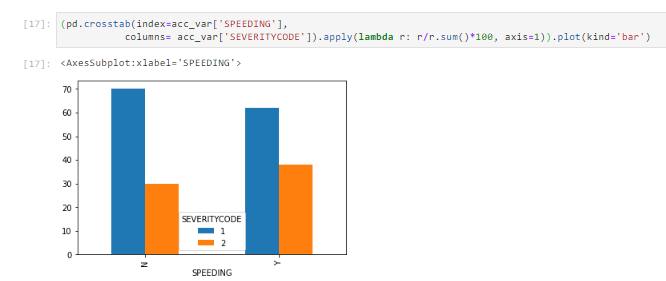 [17]: (pd.crosstab(index=acc_var['SPEEDING'],
columns= acc_var['SEVERITYCODE']).apply(lambda r: r/r.sum()*100, axis=1)).plot(kind='bar')
[17]: <AxesSubplot:xlabel='SPEEDING'>
70
60
50
40
30
20
10
0
SEVERITYCODE
1
2
N
Y
SPEEDING